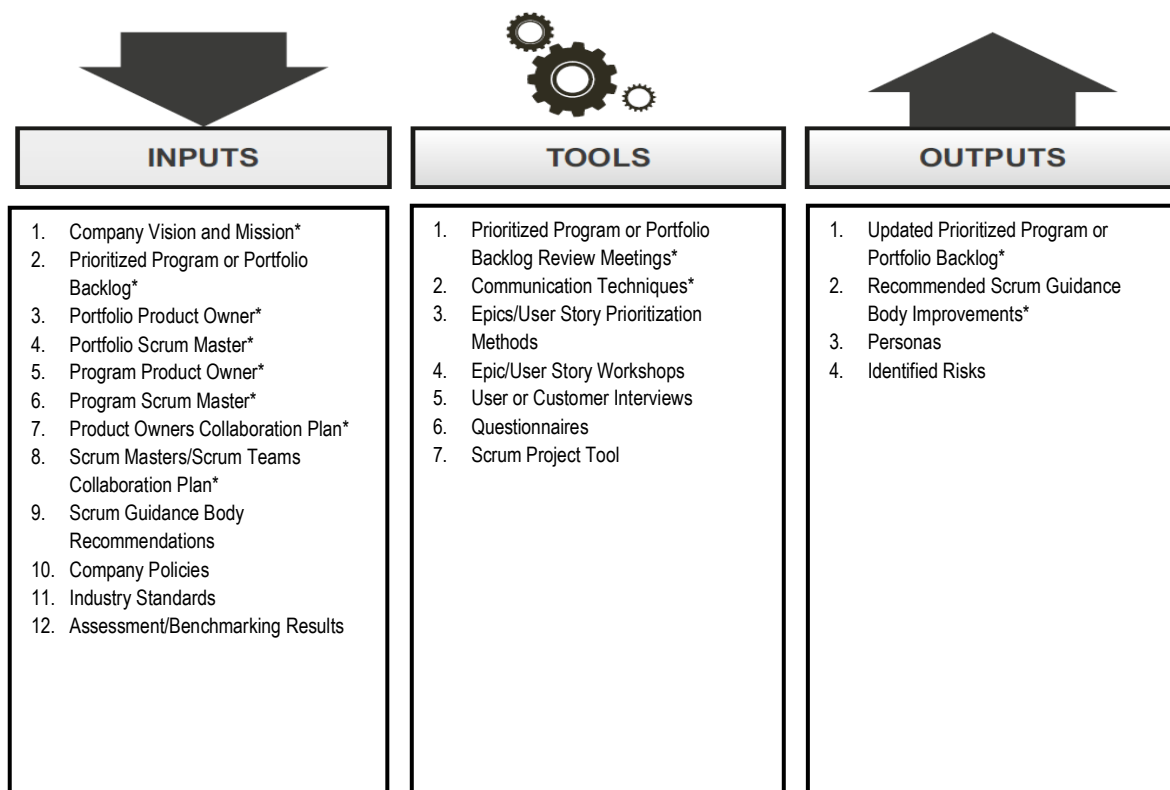 INPUTS
1. Company Vision and Mission*
2. Prioritized Program or Portfolio
Backlog*
3. Portfolio Product Owner*
4. Portfolio Scrum Master*
5. Program Product Owner*
6. Program Scrum Master*
7. Product Owners Collaboration Plan*
8. Scrum Masters/Scrum Teams
Collaboration Plan*
9. Scrum Guidance Body
Recommendations
10. Company Policies
11. Industry Standards
12. Assessment/Benchmarking Results
TOOLS
1. Prioritized Program or Portfolio
Backlog Review Meetings*
2. Communication Techniques*
3. Epics/User Story Prioritization
Methods
4. Epic/User Story Workshops
5. User or Customer Interviews
6. Questionnaires
7. Scrum Project Tool
OUTPUTS
1. Updated Prioritized Program or
Portfolio Backlog*
2. Recommended Scrum Guidance
Body Improvements*
3. Personas
4. Identified Risks